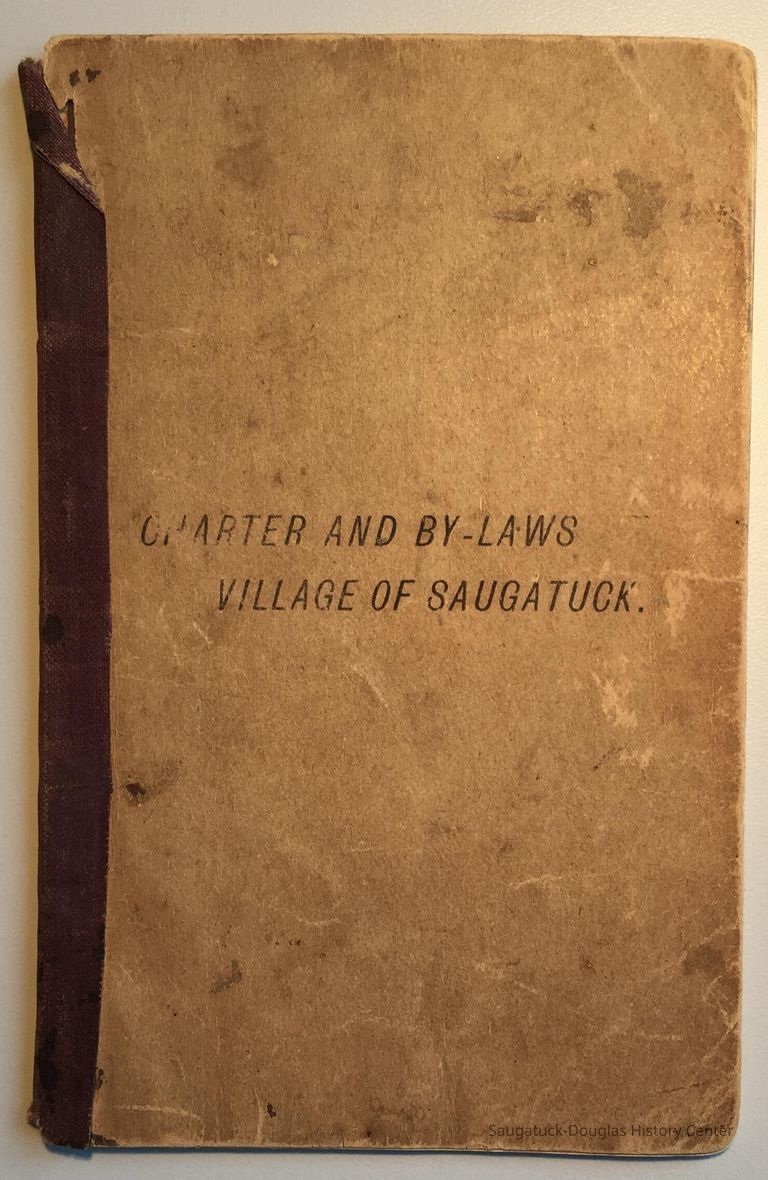 CHARTER AND BY-LAWS
VILLAGE OF SAUGATUCK.
Saugatuck-Douglas History Center